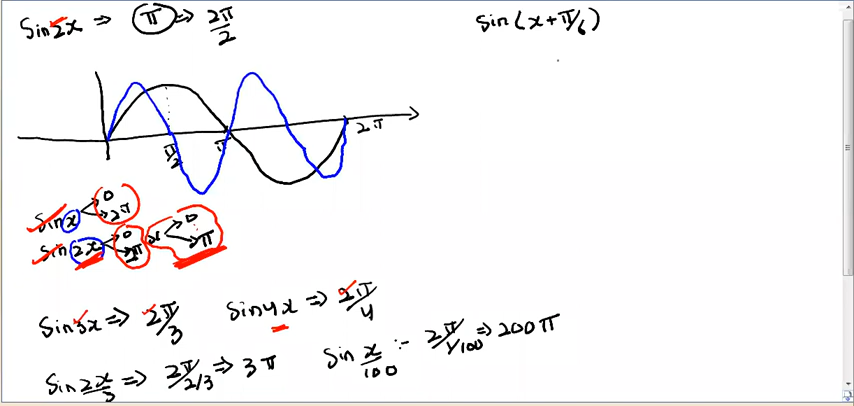 Sin2x ⇒ π ⇒ 2π/2
sin(x+π/6)
π/2 π 2π
Sinx → 0
→ 2π
Sin2x → 0 x → 0
→ 2π → π
Sin3x ⇒ 2π/3 Sin4x ⇒ 2π/4
Sin 2x/3 ⇒ 2π/2/3 ⇒ 3π Sin x/100 :- 2π/1/100 ⇒ 200π